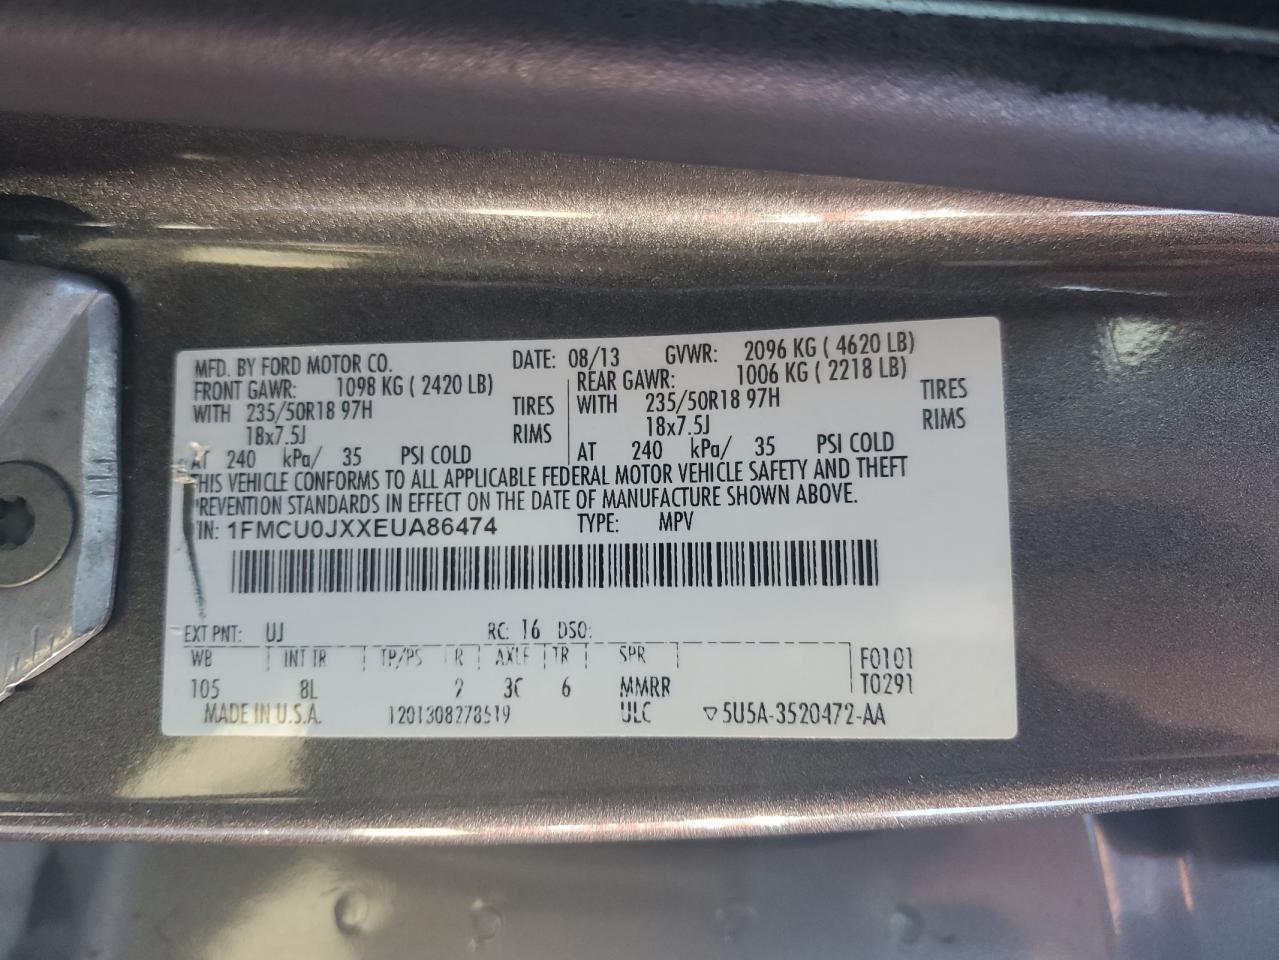 MFD. BY FORD MOTOR CO. DATE: 08/13 GVWR: 2096 KG ( 4620 LB)
FRONT GAWR: 1098 KG ( 2420 LB) REAR GAWR: 1006 KG ( 2218 LB)
WITH 235/50R18 97H TIRES WITH 235/50R18 97H TIRES
18x7.5J RIMS 18x7.5J RIMS
AT 240 kPa/ 35 PSI COLD AT 240 kPa/ 35 PSI COLD
THIS VEHICLE CONFORMS TO ALL APPLICABLE FEDERAL MOTOR VEHICLE SAFETY AND THEFT
REVENTION STANDARDS IN EFFECT ON THE DATE OF MANUFACTURE SHOWN ABOVE.
IN: 1FMCU0JXXEUA86474 TYPE: MPV
EXT PNT: UJ RC: 16 DSO:
WB INT TR TP/PS R AXLE TR SPR F0101
105 8L 2 3C 6 MMRR T0291
MADE IN U.S.A. 1201308278519 ULC ▽5U5A-3520472-AA